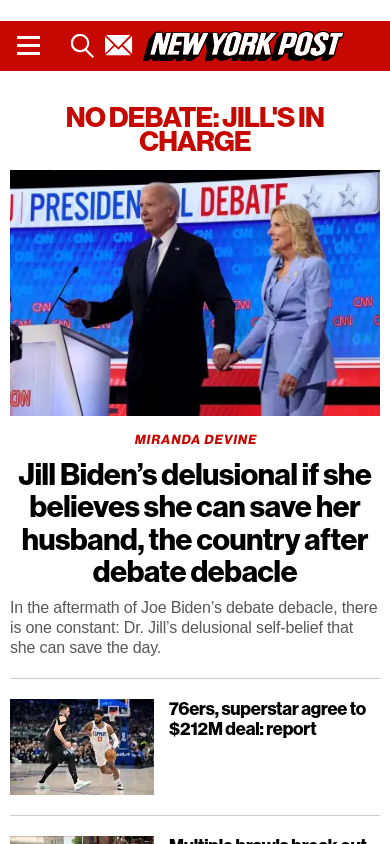 NEW YORK POST
NO DEBATE: JILL'S IN
CHARGE
PRESIDENTIAL DEBATE
CNN
CNN
CNN
CNN
MIRANDA DEVINE
Jill Biden’s delusional if she
believes she can save her
husband, the country after
debate debacle
In the aftermath of Joe Biden’s debate debacle, there
is one constant: Dr. Jill’s delusional self-belief that
she can save the day.
76ers, superstar agree to
$212M deal: report